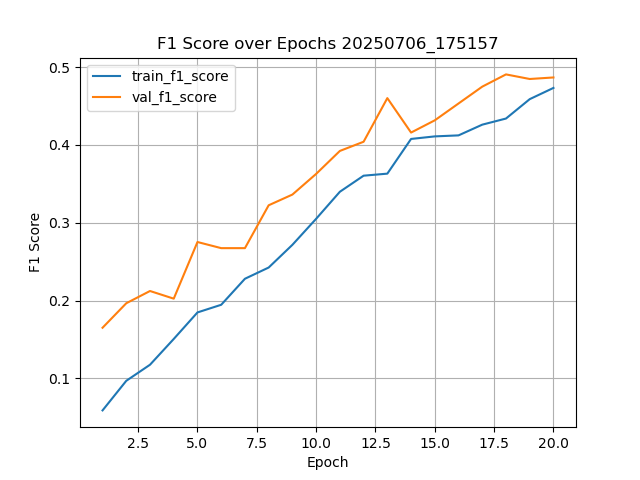 F1 Score over Epochs 20250706_175157
train_f1_score
val_f1_score
F1 Score
0.5
0.4
0.3
0.2
0.1
2.5 5.0 7.5 10.0 12.5 15.0 17.5 20.0
Epoch